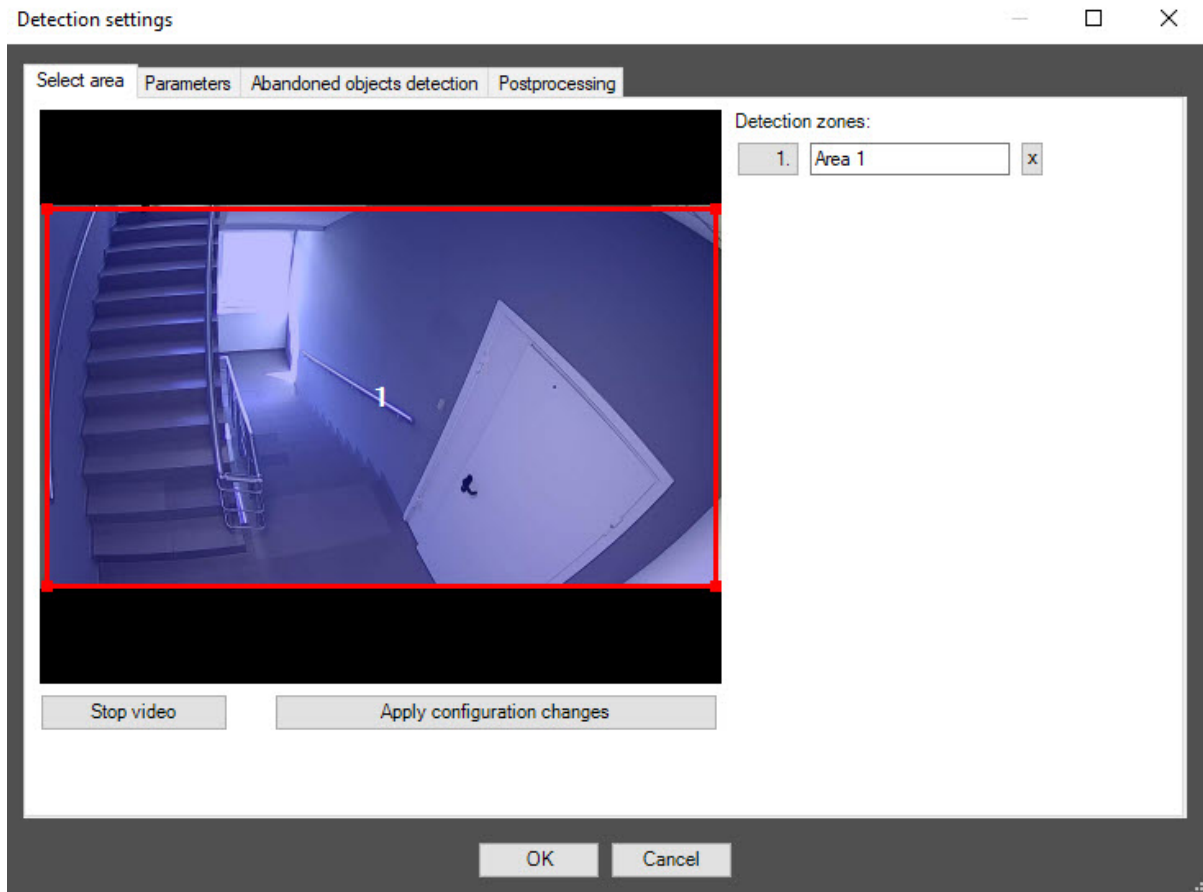 Detection settings
Select area Parameters Abandoned objects detection Postprocessing
Detection zones:
1. Area 1 x
1
Stop video Apply configuration changes
OK Cancel